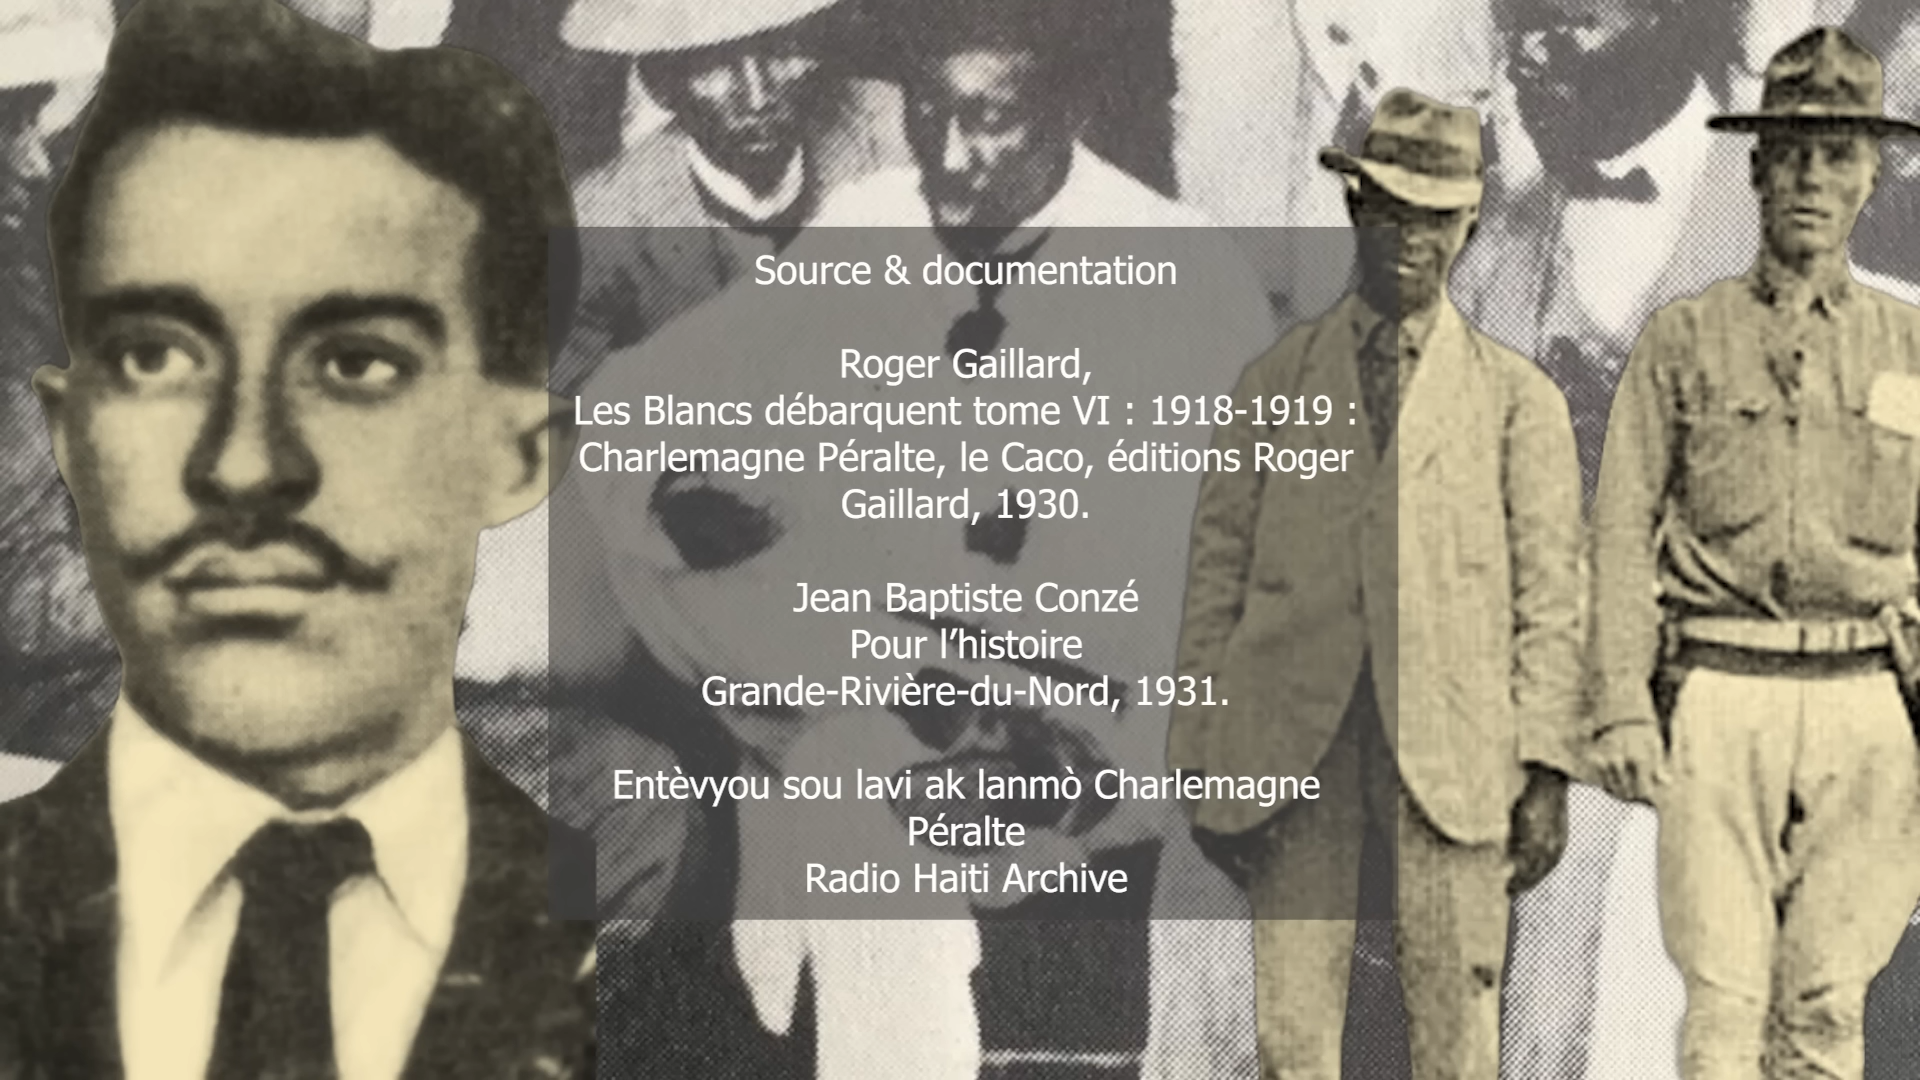 Source & documentation
Roger Gaillard,
Les Blancs débarquent tome VI : 1918-1919 :
Charlemagne Péralte, le Caco, éditions Roger
Gaillard, 1930.
Jean Baptiste Conzé
Pour l’histoire
Grande-Rivière-du-Nord, 1931.
Entèvyou sou lavi ak lanmò Charlemagne
Péralte
Radio Haiti Archive